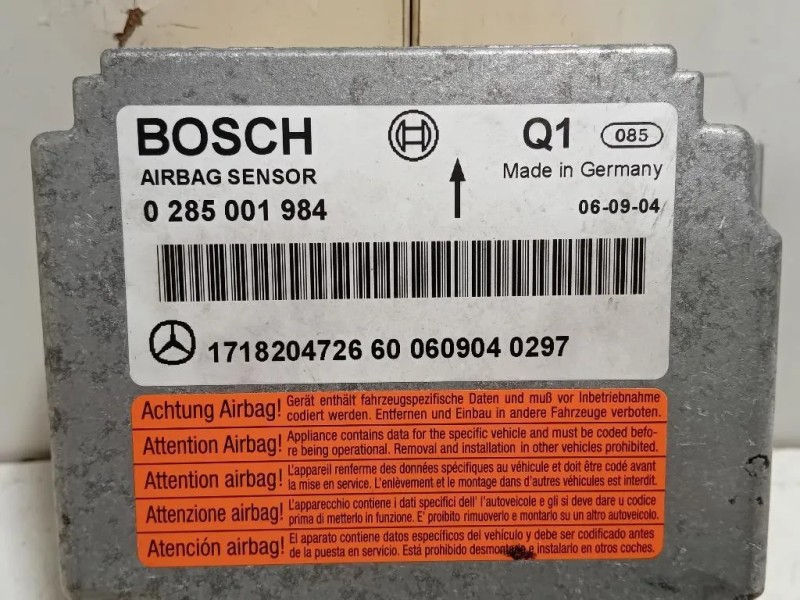 BOSCH
Q1 085
AIRBAG SENSOR
Made in Germany
0 285 001 984
06-09-04
1718204726 60 060904 0297
Achtung Airbag! Gerät enthält fahrzeugspezifische Daten und muß vor Inbetriebnahme
codiert werden. Entfernen und Einbau in andere Fahrzeuge verboten.
Attention Airbag! Appliance contains data for the specific vehicle and must be coded befo-
re being operational. Removal and installation in other vehicles prohibited.
Attention airbag! L'appareil renferme des données spécifiques au véhicule et doit être codé avant
la mise en service. L'enlèvement et le montage dans d'autres véhicules est interdit.
Attenzione airbag! L'apparecchio contiene i dati specifici dell' l'autoveicole e gli si deve dare u codice
prima di metterlo in funzione. E' proibito rimuoverlo e montarlo su un altro autoveicolo.
Atención airbag! El aparato contiene datos específicos del vehículo y debe ser codificado antes
de la puesta en servicio. Está prohibido desmontarlo e instalarlo en otros coches.